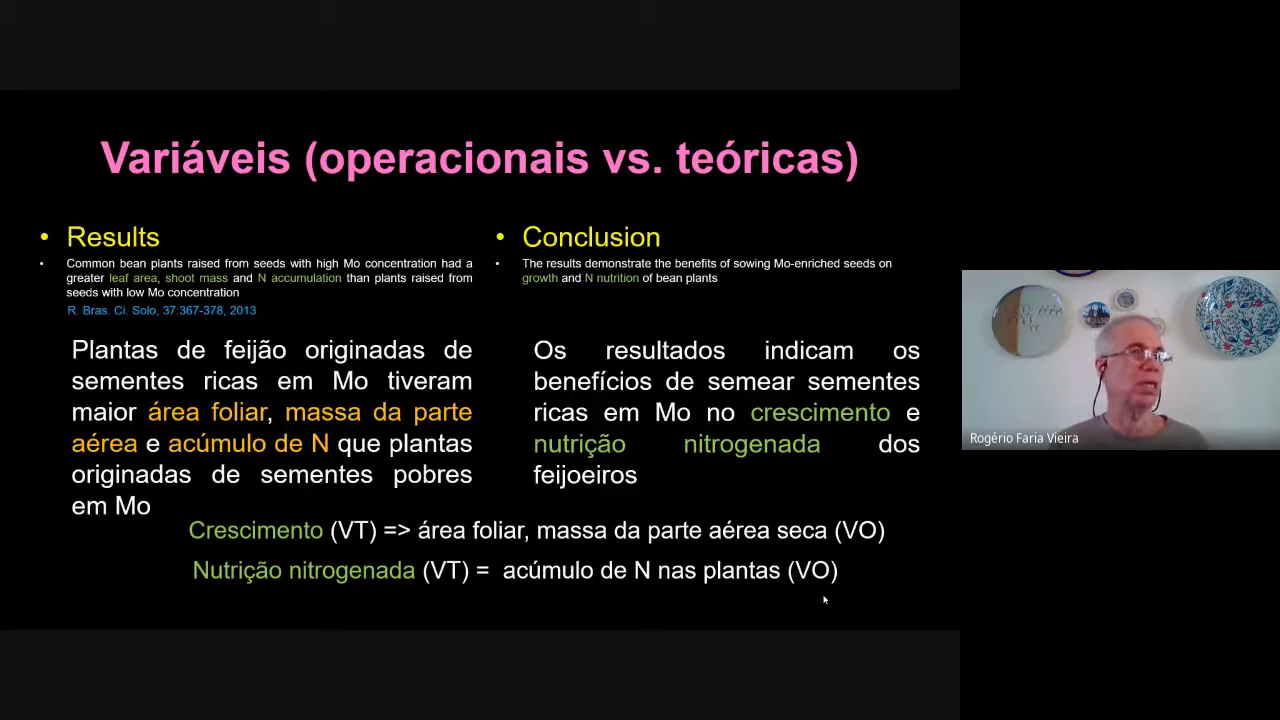 Variáveis (operacionais vs. teóricas)
• Results
• Common bean plants raised from seeds with high Mo concentration had a
greater leaf area, shoot mass and N accumulation than plants raised from
seeds with low Mo concentration
R. Bras. Ci. Solo, 37:367-378, 2013
Plantas de feijão originadas de
sementes ricas em Mo tiveram
maior área foliar, massa da parte
aérea e acúmulo de N que plantas
originadas de sementes pobres
em Mo
• Conclusion
• The results demonstrate the benefits of sowing Mo-enriched seeds on
growth and N nutrition of bean plants
Os resultados indicam os
benefícios de semear sementes
ricas em Mo no crescimento e
nutrição nitrogenada dos
feijoeiros
Crescimento (VT) => área foliar, massa da parte aérea seca (VO)
Nutrição nitrogenada (VT) = acúmulo de N nas plantas (VO)
Rogério Faria Vieira